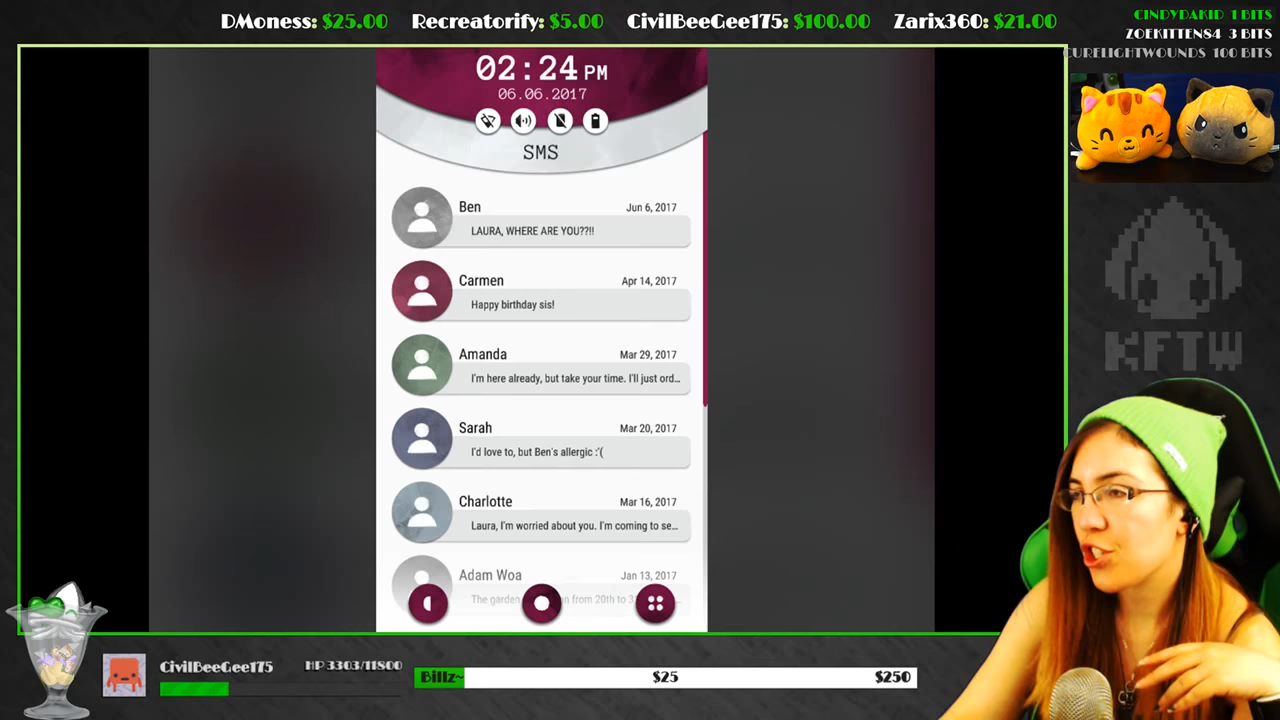 DMoness: $25.00 Recreatorify: $5.00 CivilBeeGee175: $100.00 Zarix360: $21.00
CINDYDAKID 1 BITS
ZOEKITTENS4 3 BITS
CURELIGHTWOUNDS 100 BITS
02:24 PM
06.06.2017
SMS
Ben Jun 6, 2017
LAURA, WHERE ARE YOU??!!
Carmen Apr 14, 2017
Happy birthday sis!
Amanda Mar 29, 2017
I'm here already, but take your time. I'll just ord...
Sarah Mar 20, 2017
I'd love to, but Ben's allergic :'(
Charlotte Mar 16, 2017
Laura, I'm worried about you. I'm coming to se...
Adam Woa Jan 13, 2017
The garden from 20th to
KFTW
CivilBeeGee175 HP 3303/11800
Billz~ $25 $250